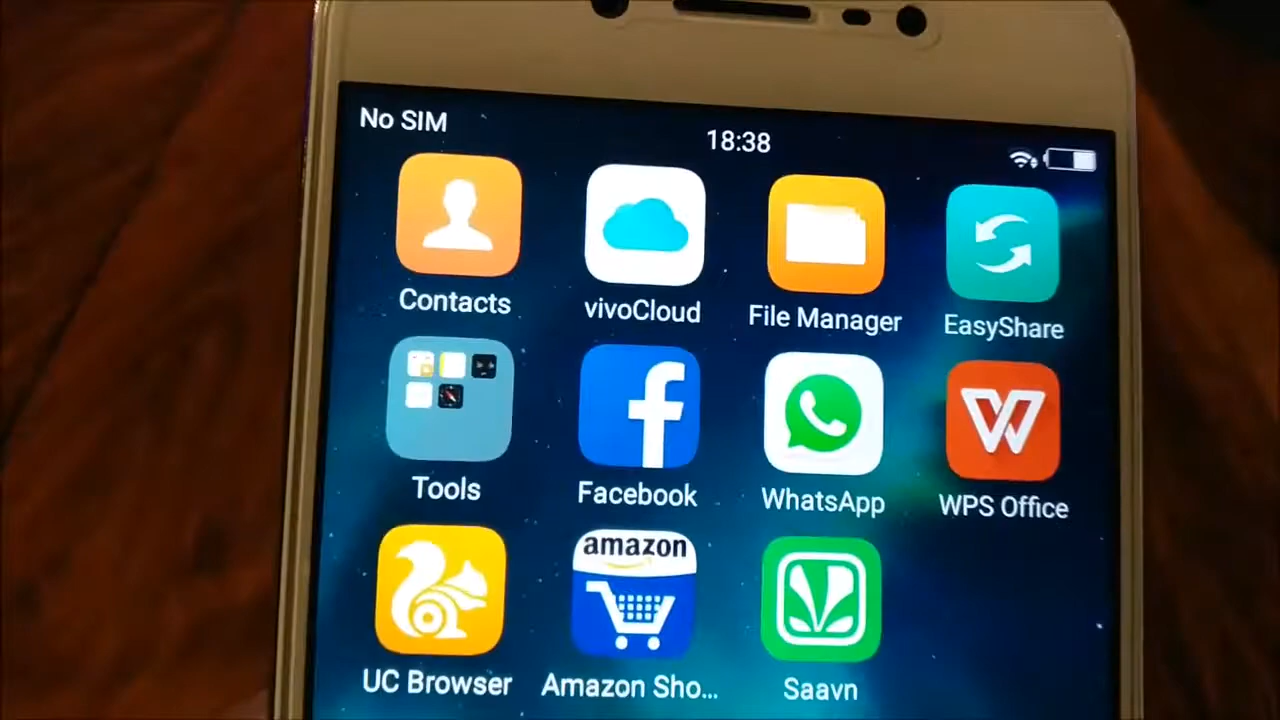 No SIM
18:38
Contacts
vivoCloud
File Manager
EasyShare
Tools
Facebook
WhatsApp
WPS Office
amazon
UC Browser
Amazon Sho...
Saavn